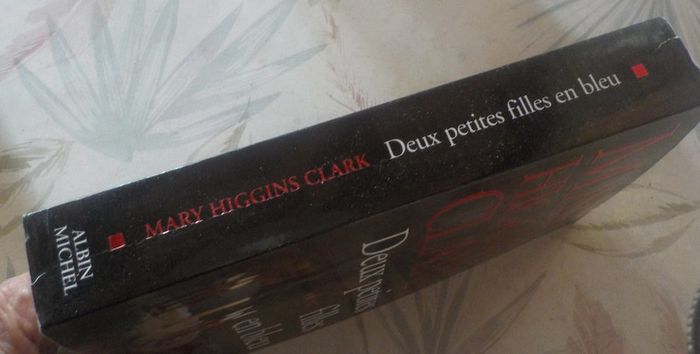 ALBIN
MICHEL
MARY HIGGINS CLARK Deux petites filles en bleu
Deux petites
filles
en bleu